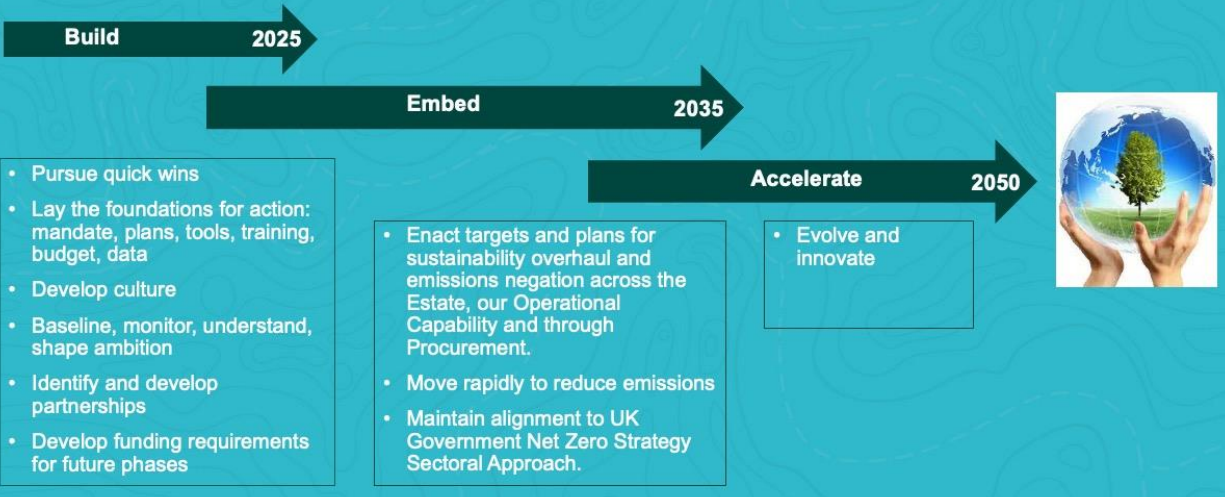 Build 2025
Embed 2035
Accelerate 2050
• Pursue quick wins
• Lay the foundations for action:
mandate, plans, tools, training,
budget, data
• Develop culture
• Baseline, monitor, understand,
shape ambition
• Identify and develop
partnerships
• Develop funding requirements
for future phases
• Enact targets and plans for
sustainability overhaul and
emissions negation across the
Estate, our Operational
Capability and through
Procurement.
• Move rapidly to reduce emissions
• Maintain alignment to UK
Government Net Zero Strategy
Sectoral Approach.
• Evolve and
innovate